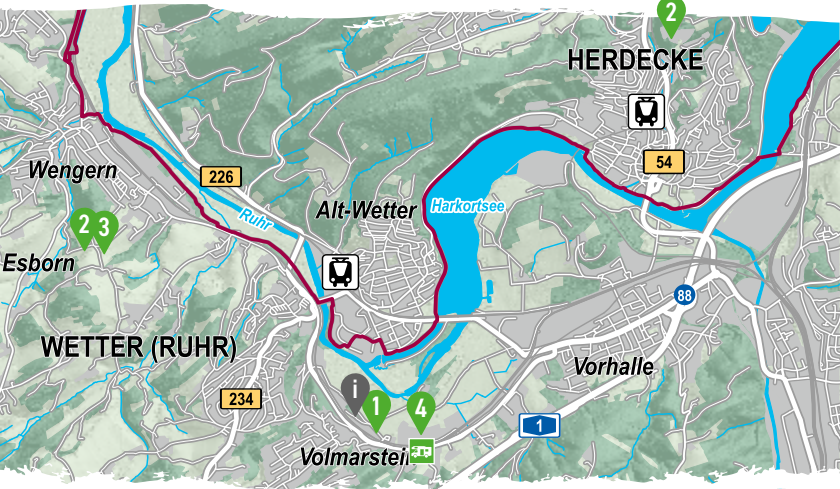 2
HERDECKE
54
Wengern
226
Alt-Wetter
Harkortsee
Ruhr
2
3
Esborn
88
WETTER (RUHR)
Vorhalle
234
i
1
4
1
Volmarstein